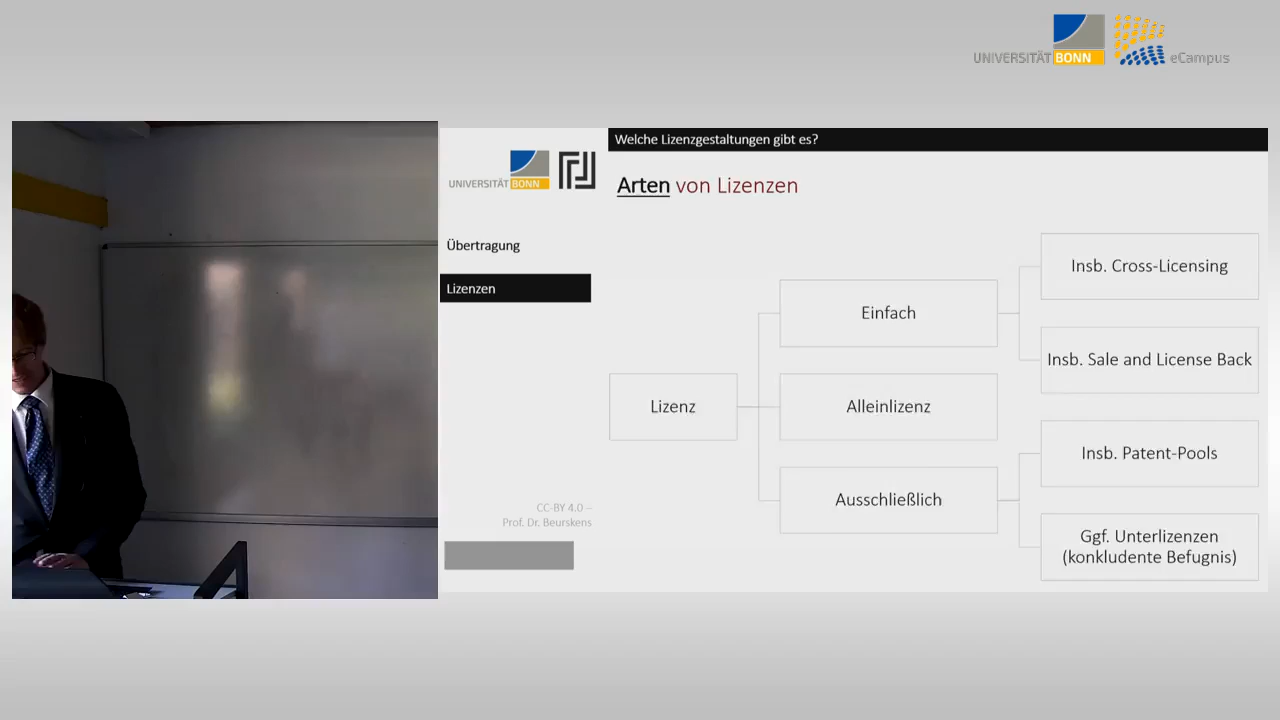 UNIVERSITÄT BONN eCampus
Welche Lizenzgestaltungen gibt es?
UNIVERSITÄT BONN
Arten von Lizenzen
Übertragung
Lizenzen
Lizenz
Einfach
Alleinlizenz
Ausschließlich
Insb. Cross-Licensing
Insb. Sale and License Back
Insb. Patent-Pools
Ggf. Unterlizenzen
(konkludente Befugnis)
CC-BY 4.0 –
Prof. Dr. Beurskens